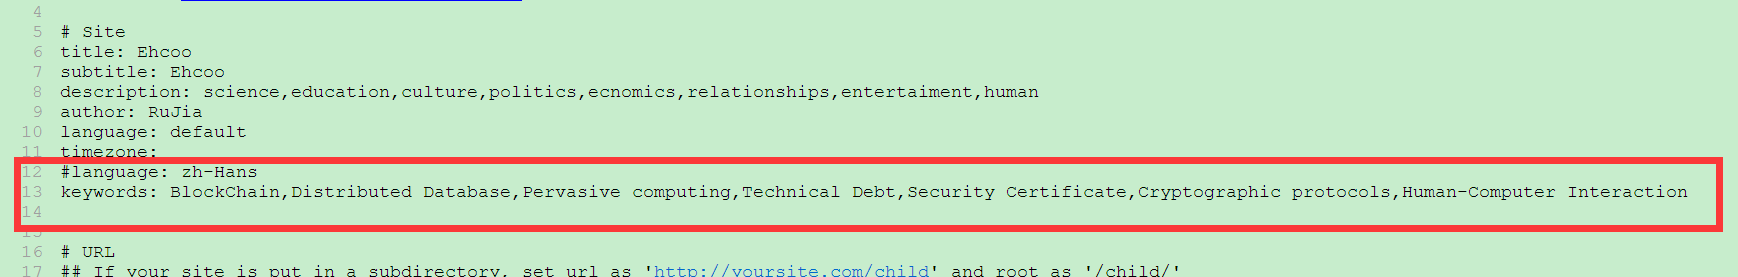 4
5 # Site
6 title: Ehcoo
7 subtitle: Ehcoo
8 description: science,education,culture,politics,ecnomics,relationships,entertaiment,human
9 author: RuJia
10 language: default
11 timezone:
12 #language: zh-Hans
13 keywords: BlockChain,Distributed Database,Pervasive computing,Technical Debt,Security Certificate,Cryptographic protocols,Human-Computer Interaction
14
15
16 # URL
17 ## If your site is put in a subdirectory, set url as 'http://yoursite.com/child' and root as '/child/'